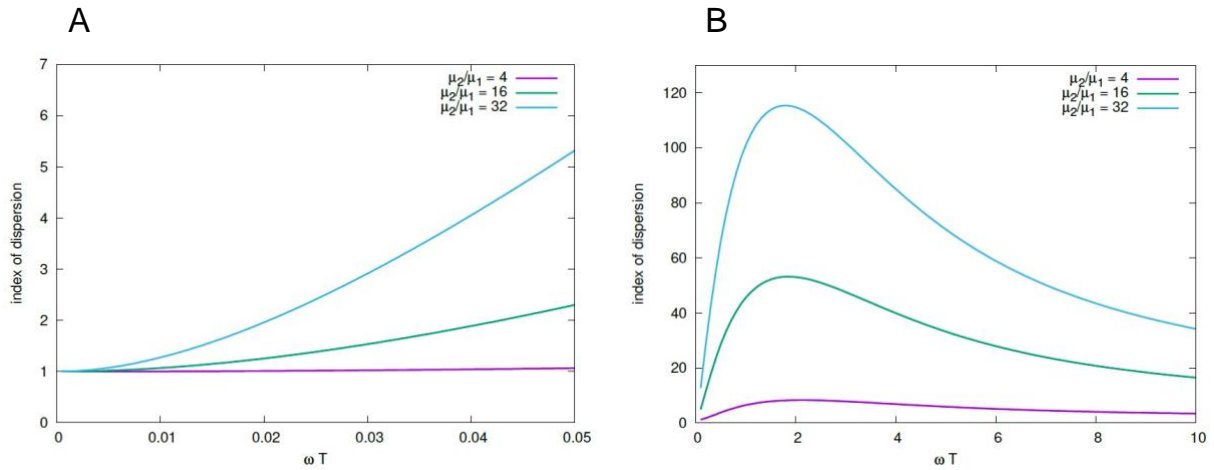 A
B
7
6
5
4
3
2
1
0
index of dispersion
μ₂/μ₁ = 4
μ₂/μ₁ = 16
μ₂/μ₁ = 32
0 0.01 0.02 0.03 0.04 0.05
ω T
120
100
80
60
40
20
0
index of dispersion
μ₂/μ₁ = 4
μ₂/μ₁ = 16
μ₂/μ₁ = 32
0 2 4 6 8 10
ω T